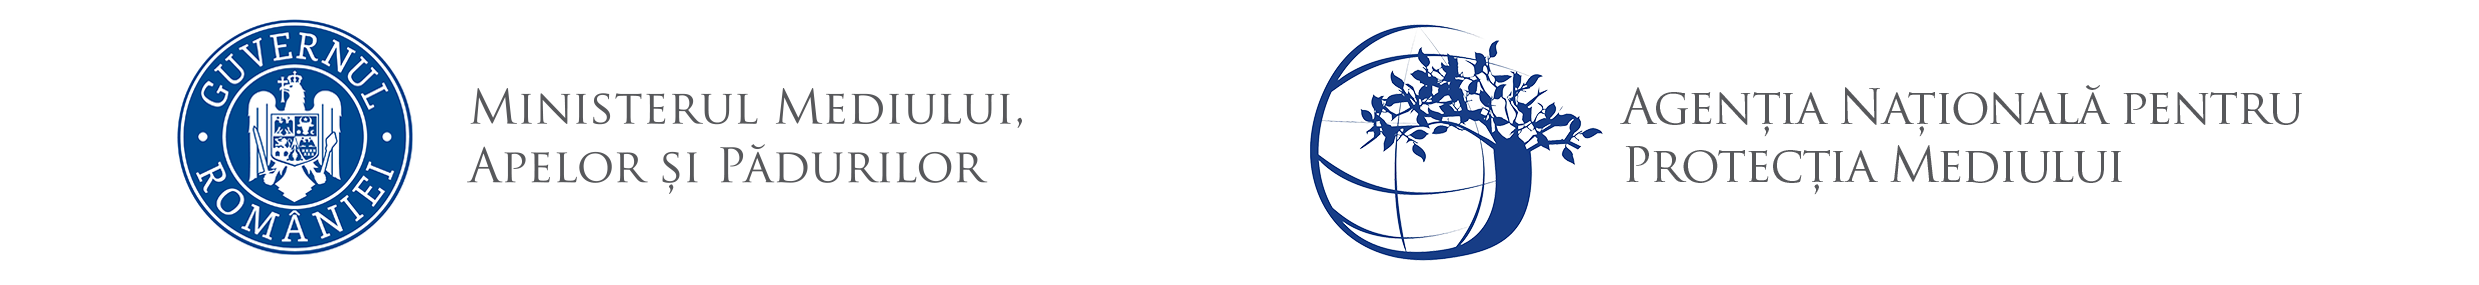 GUVERNUL
ROMÂNIEI
MINISTERUL MEDIULUI,
APELOR ȘI PĂDURILOR
AGENȚIA NAȚIONALĂ PENTRU
PROTECȚIA MEDIULUI